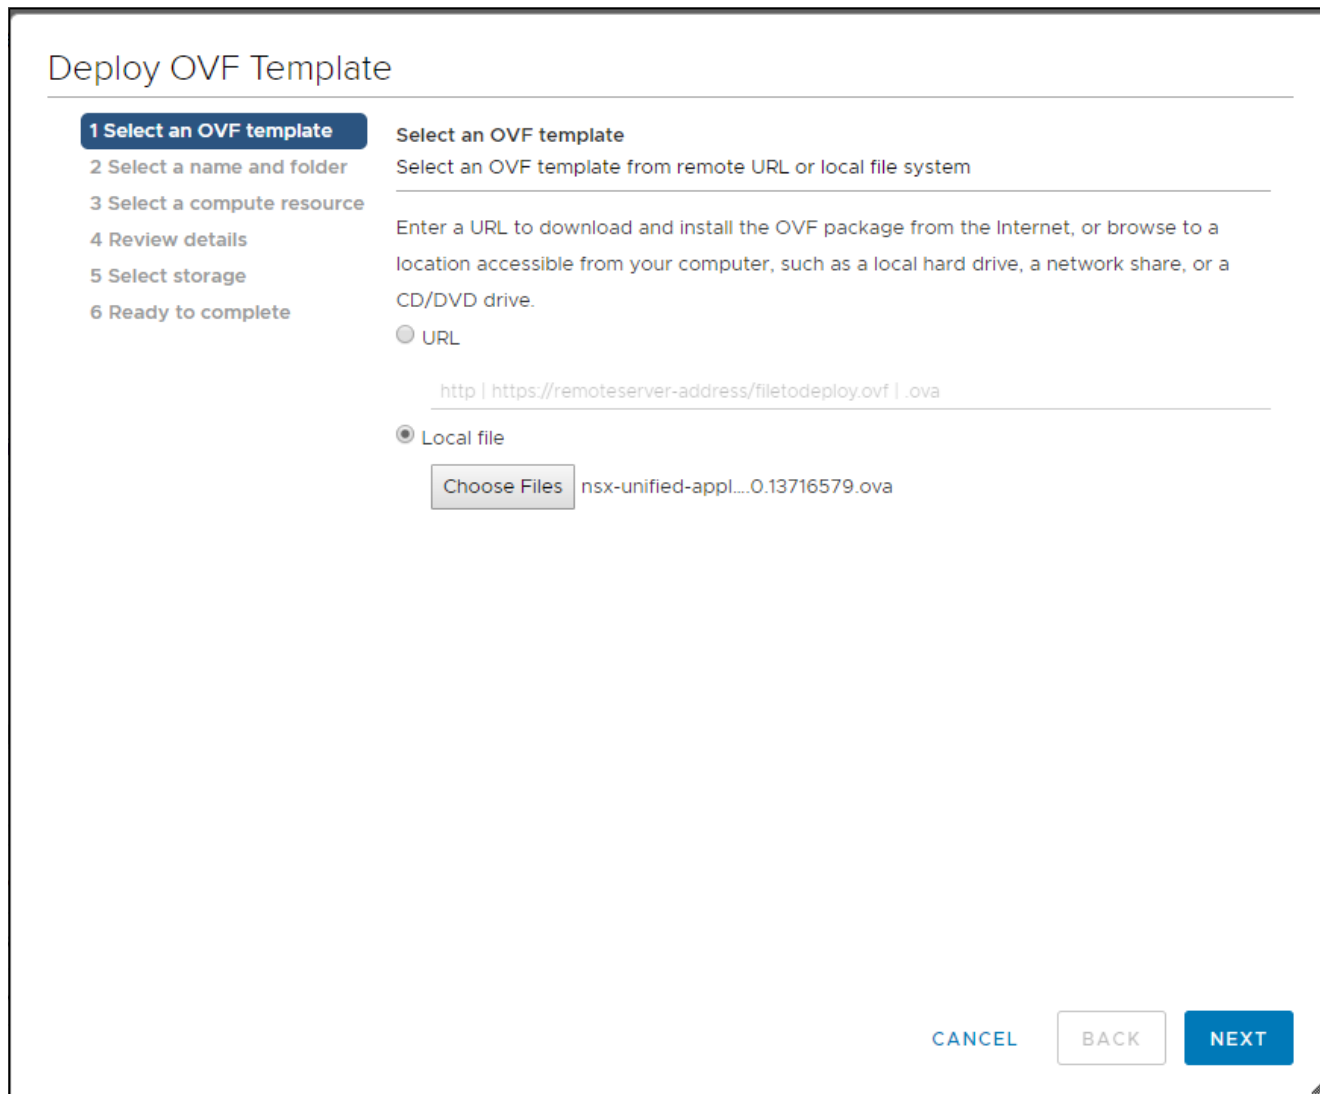 Deploy OVF Template
1 Select an OVF template
2 Select a name and folder
3 Select a compute resource
4 Review details
5 Select storage
6 Ready to complete
Select an OVF template
Select an OVF template from remote URL or local file system
Enter a URL to download and install the OVF package from the Internet, or browse to a
location accessible from your computer, such as a local hard drive, a network share, or a
CD/DVD drive.
URL
http | https://remoteserver-address/filetodeploy.ovf | .ova
Local file
Choose Files nsx-unified-appl....0.13716579.ova
CANCEL BACK NEXT